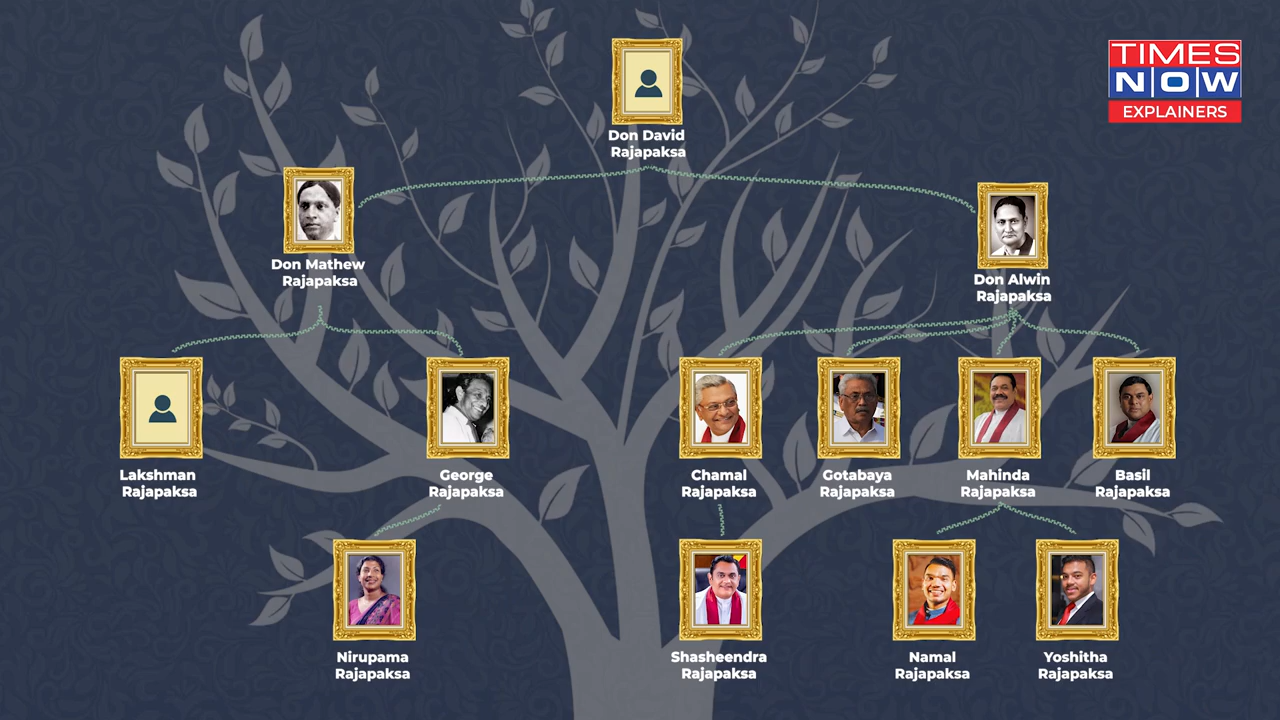 TIMES
NOW
EXPLAINERS
Don David
Rajapaksa
Don Mathew
Rajapaksa
Don Alwin
Rajapaksa
Lakshman
Rajapaksa
George
Rajapaksa
Chamal
Rajapaksa
Gotabaya
Rajapaksa
Mahinda
Rajapaksa
Basil
Rajapaksa
Nirupama
Rajapaksa
Shasheendra
Rajapaksa
Namal
Rajapaksa
Yoshitha
Rajapaksa